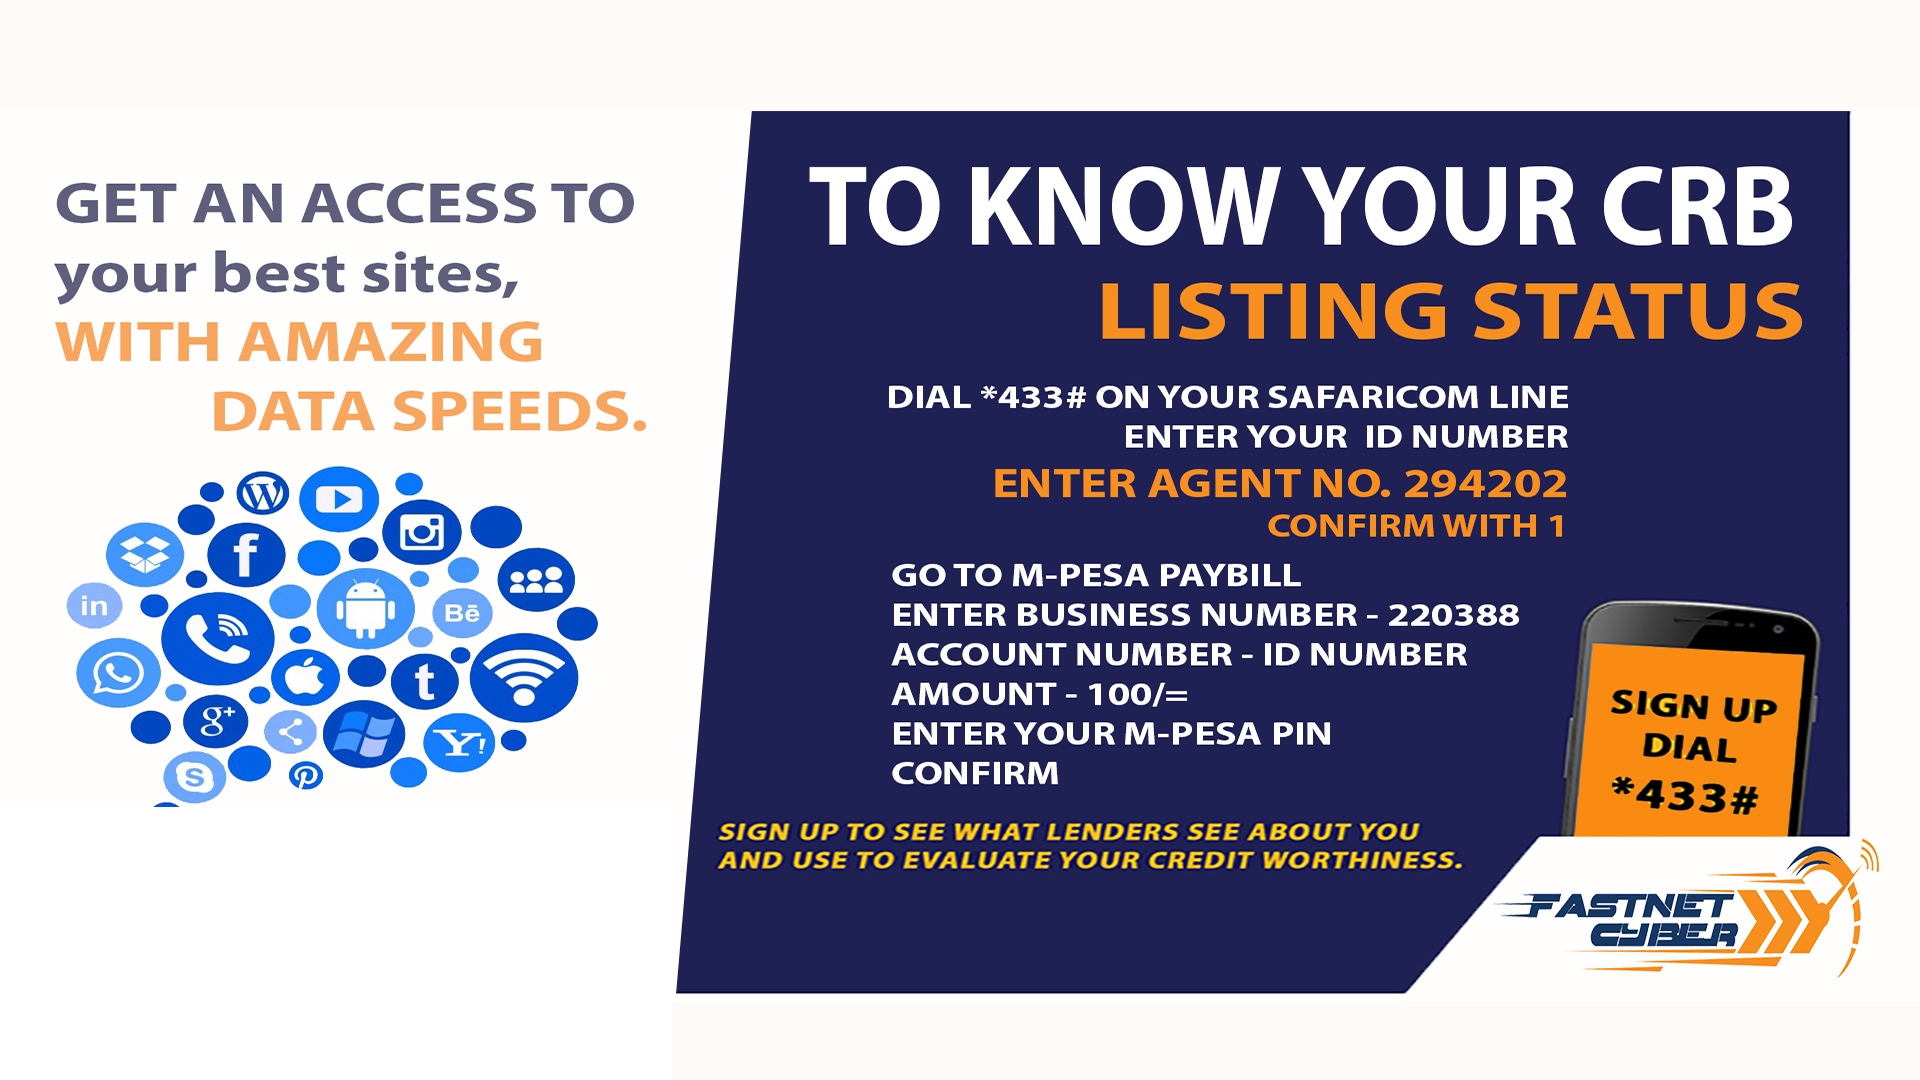 GET AN ACCESS TO
your best sites,
WITH AMAZING
DATA SPEEDS.
in
f
Bē
t
g+
Y!
S
TO KNOW YOUR CRB
LISTING STATUS
DIAL *433# ON YOUR SAFARICOM LINE
ENTER YOUR ID NUMBER
ENTER AGENT NO. 294202
CONFIRM WITH 1
GO TO M-PESA PAYBILL
ENTER BUSINESS NUMBER - 220388
ACCOUNT NUMBER - ID NUMBER
AMOUNT - 100/=
ENTER YOUR M-PESA PIN
CONFIRM
SIGN UP
DIAL
*433#
SIGN UP TO SEE WHAT LENDERS SEE ABOUT YOU
AND USE TO EVALUATE YOUR CREDIT WORTHINESS.
FASTNET
CYBER